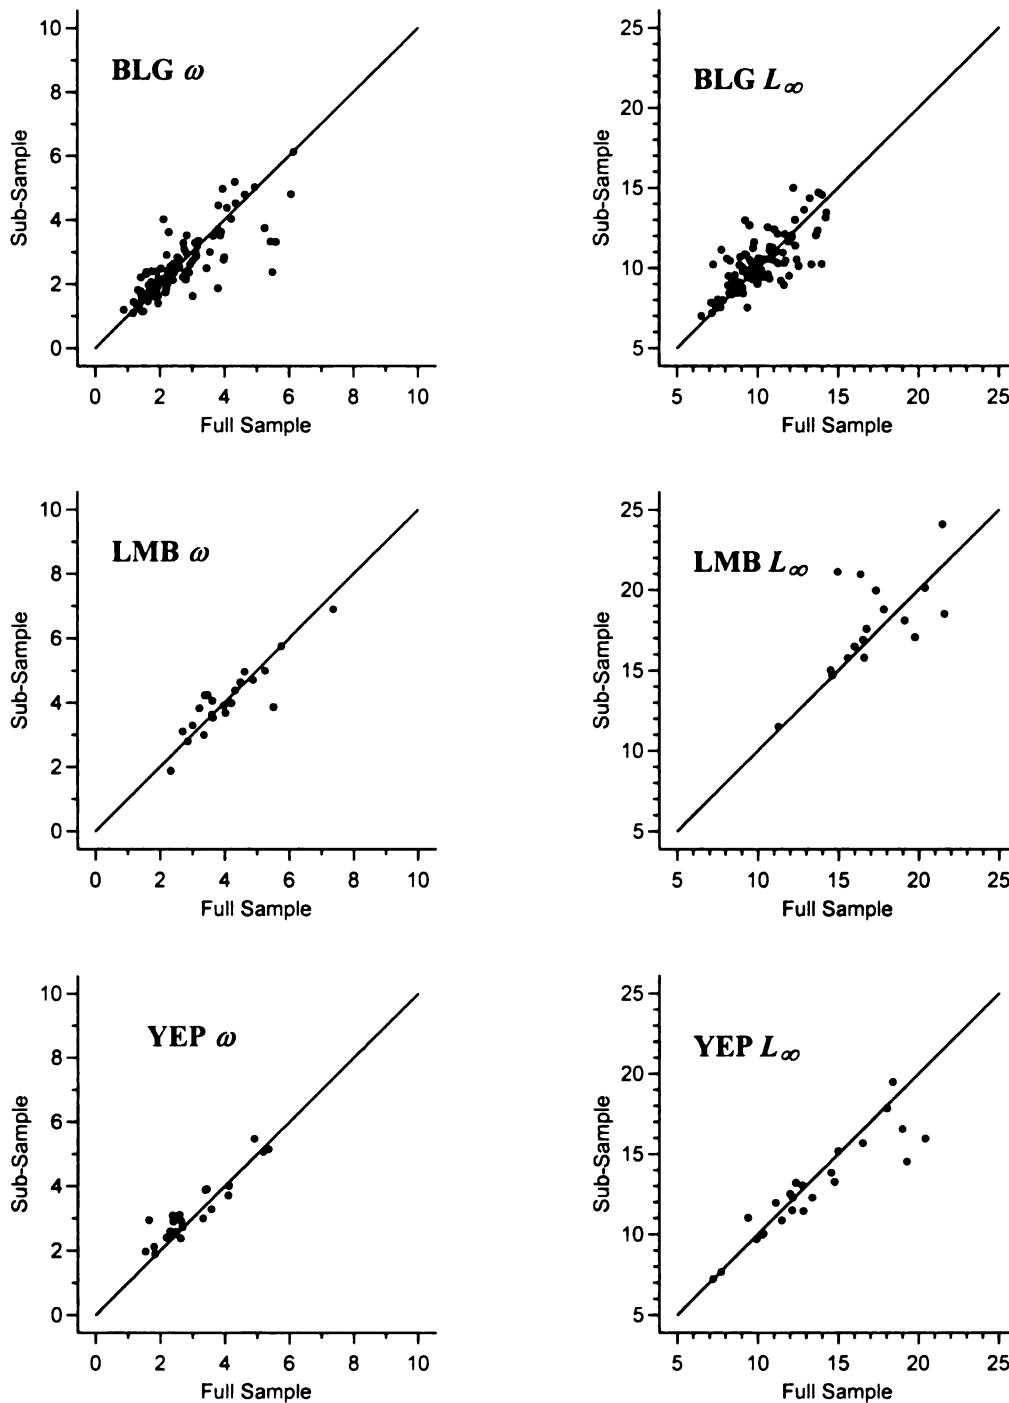 BLG ω
10
8
6
4
2
0
Sub-Sample
0 2 4 6 8 10
Full Sample
BLG L∞
25
20
15
10
5
Sub-Sample
5 10 15 20 25
Full Sample
LMB ω
10
8
6
4
2
0
Sub-Sample
0 2 4 6 8 10
Full Sample
LMB L∞
25
20
15
10
5
Sub-Sample
5 10 15 20 25
Full Sample
YEP ω
10
8
6
4
2
0
Sub-Sample
0 2 4 6 8 10
Full Sample
YEP L∞
25
20
15
10
5
Sub-Sample
5 10 15 20 25
Full Sample